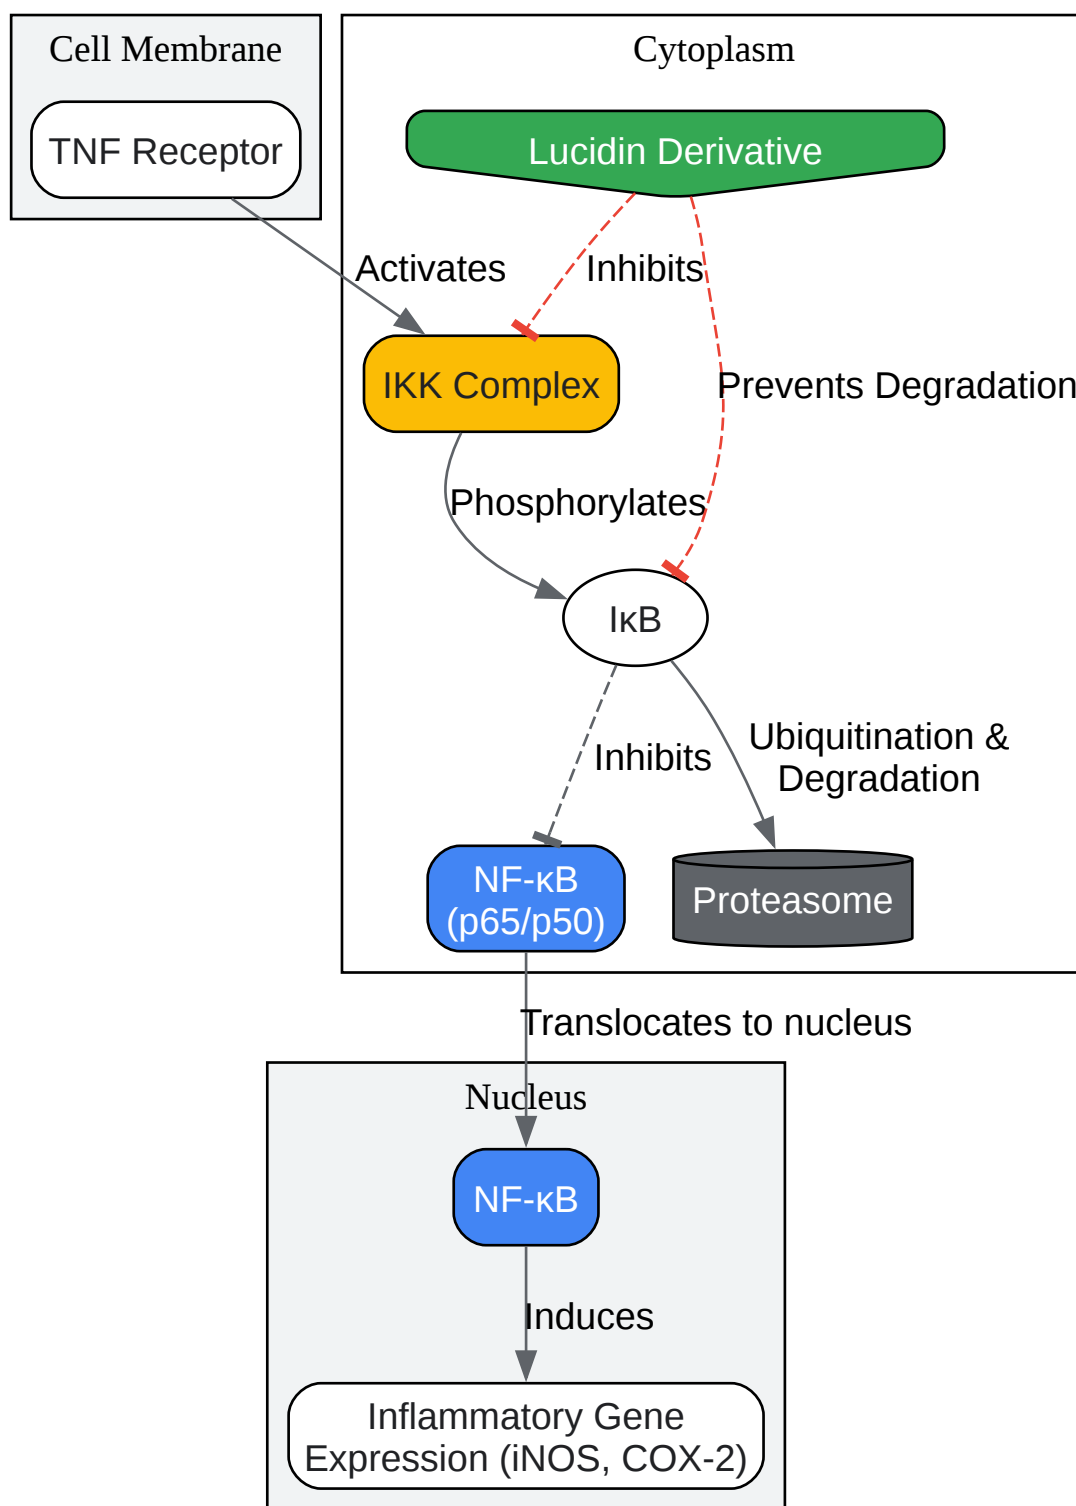 Cell Membrane
Cytoplasm
TNF Receptor
Lucidin Derivative
Activates
Inhibits
IKK Complex
Prevents Degradation
Phosphorylates
IκB
Inhibits
Ubiquitination &
Degradation
NF-κB
(p65/p50)
Proteasome
Translocates to nucleus
Nucleus
NF-κB
Induces
Inflammatory Gene
Expression (iNOS, COX-2)